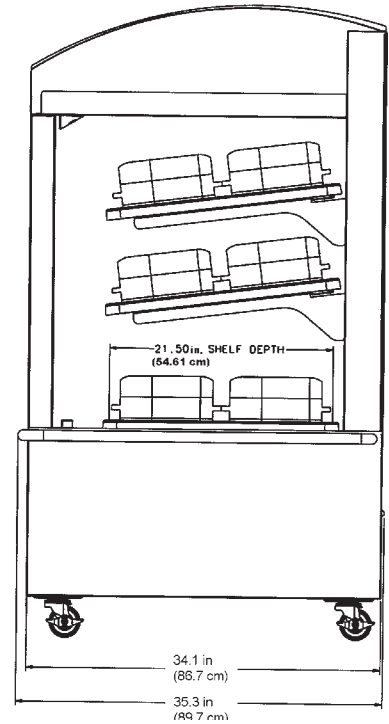 21.50in. SHELF DEPTH
(54.61 cm)
34.1 in
(86.7 cm)
35.3 in
(89.7 cm)